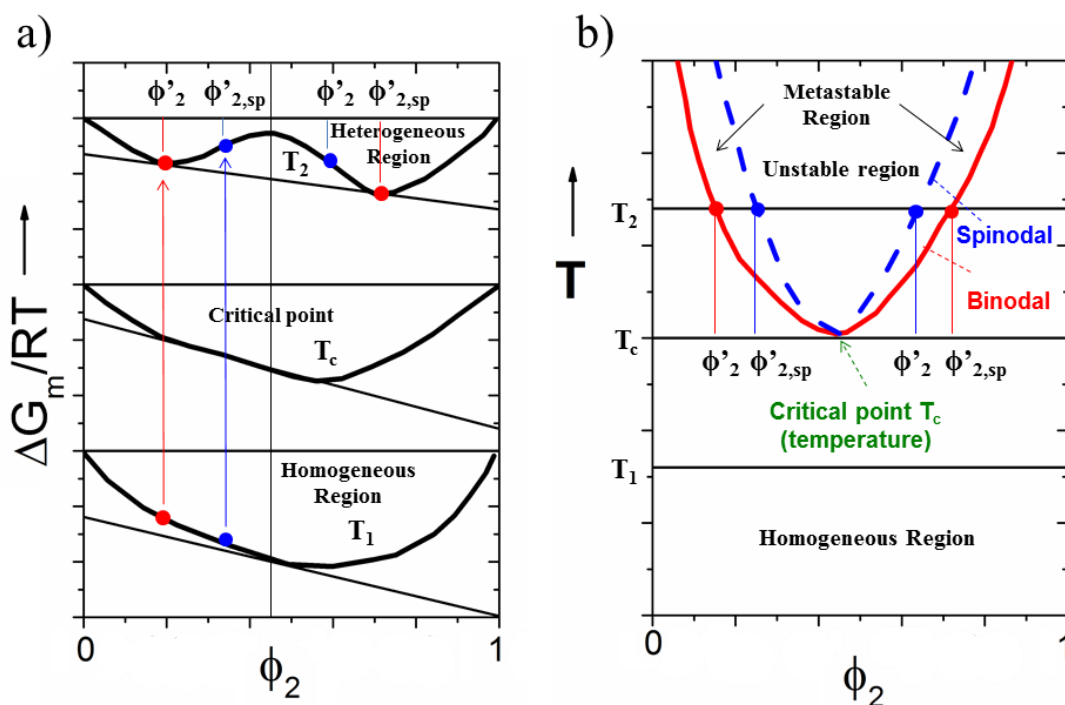 a)
ϕ’2 ϕ’2,sp ϕ’2 ϕ’2,sp
Heterogeneous
Region
T2
Critical point
Tc
Homogeneous
Region
T1
ΔGm/RT
0 1
ϕ2
b)
Metastable
Region
Unstable region
T2
Spinodal
T
Binodal
Tc
ϕ’2 ϕ’2,sp ϕ’2 ϕ’2,sp
Critical point Tc
(temperature)
T1
Homogeneous Region
0 1
ϕ2